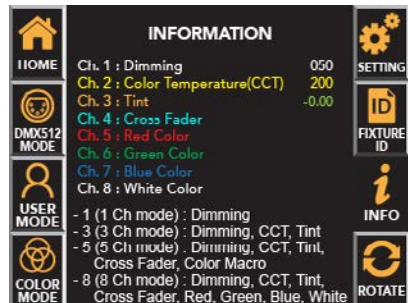 INFORMATION
HOME
Ch. 1 : Dimming 050
SETTING
Ch. 2 : Color Temperature(CCT) 200
Ch. 3 : Tint -0.00
Ch. 4 : Cross Fader
Ch. 5 : Red Color
Ch. 6 : Green Color
Ch. 7 : Blue Color
Ch. 8 : White Color
DMX512
MODE
ID
FIXTURE
ID
USER
MODE
- 1 (1 Ch mode) : Dimming
- 3 (3 Ch mode) : Dimming, CCT, Tint
- 5 (5 Ch mode) : Dimming, CCT, Tint,
Cross Fader, Color Macro
- 8 (8 Ch mode) : Dimming, CCT, Tint,
Cross Fader, Red, Green, Blue, White
i
INFO
COLOR
MODE
ROTATE